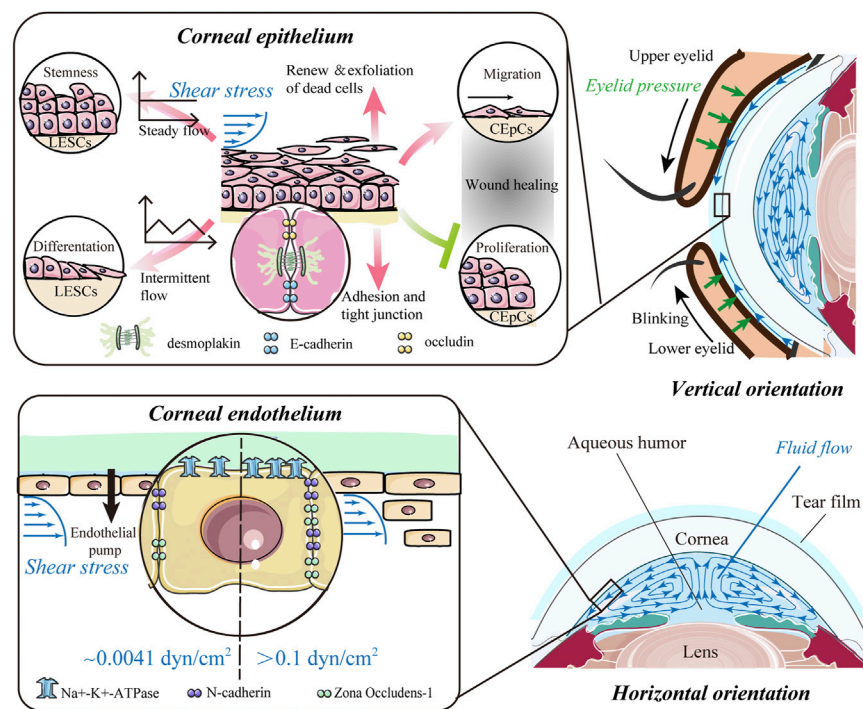 Corneal epithelium
Stemness
LESCs
Steady flow
Shear stress
Renew & exfoliation
of dead cells
Migration
CEpCs
Wound healing
Differentation
LESCs
Intermittent
flow
Adhesion and
tight junction
Proliferation
CEpCs
desmoplakin
E-cadherin
occludin
Upper eyelid
Eyelid pressure
Blinking
Lower eyelid
Vertical orientation
Corneal endothelium
Endothelial
pump
Shear stress
~0.0041 dyn/cm²
>0.1 dyn/cm²
Na+-K+-ATPase
N-cadherin
Zona Occludens-1
Aqueous humor
Fluid flow
Tear film
Cornea
Lens
Horizontal orientation